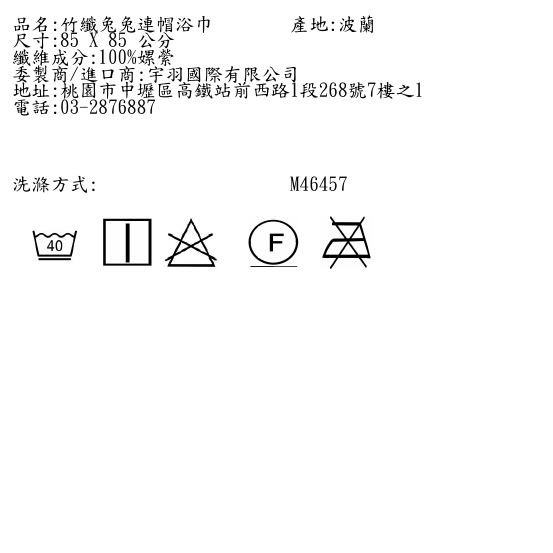 品名:竹纖兔兔連帽浴巾 產地:波蘭
尺寸:85 X 85 公分
纖維成分:100%嫘縈
委製商/進口商:宇羽國際有限公司
地址:桃園市中壢區高鐵站前西路1段268號7樓之1
電話:03-2876887
洗滌方式: M46457
40 F